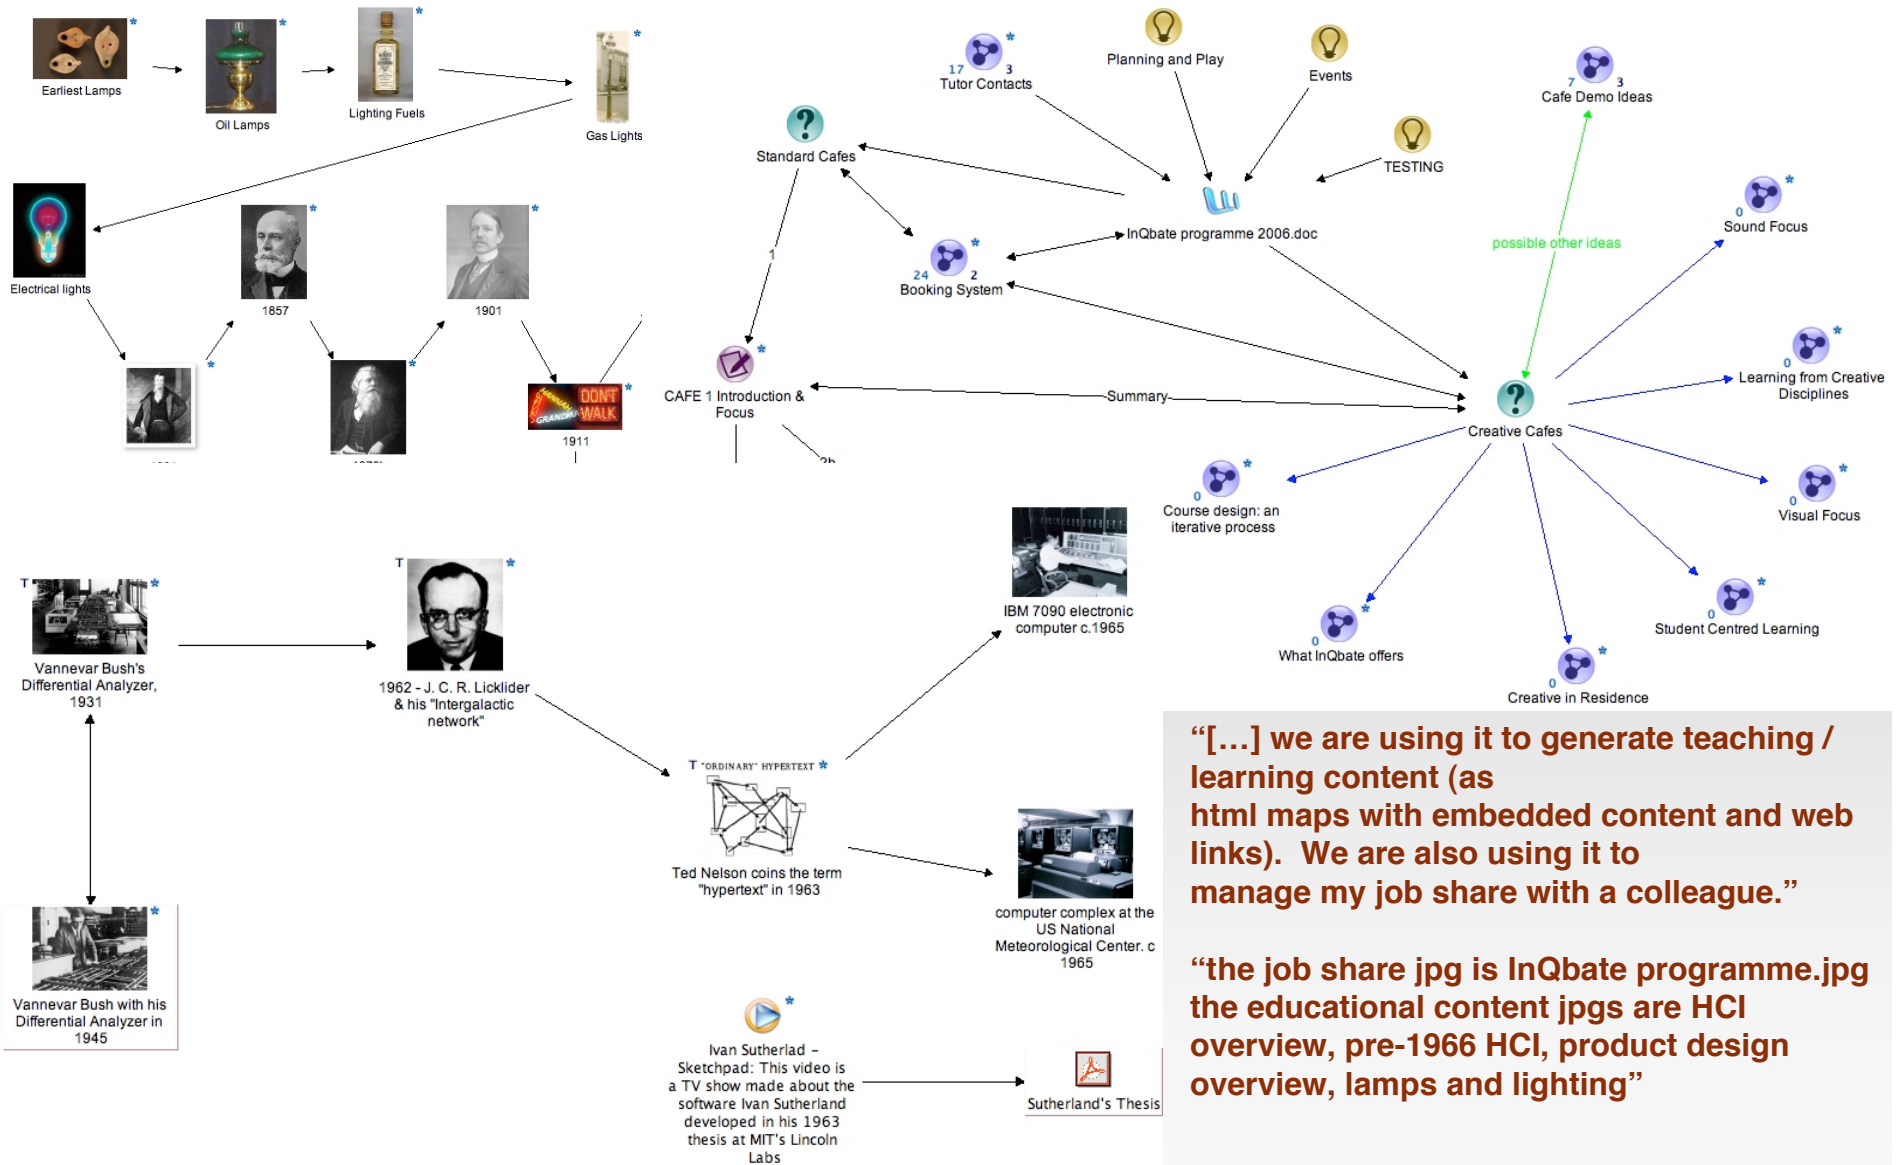 Earliest Lamps
Oil Lamps
Lighting Fuels
Gas Lights
Electrical lights
1857
1901
1911
DON'T
WALK
GRANDMA
17 3
Tutor Contacts
Planning and Play
Events
TESTING
Standard Cafes
InQbate programme 2006.doc
24 2
Booking System
1
CAFE 1 Introduction &
Focus
2b
Summary
7 3
Cafe Demo Ideas
possible other ideas
0
Sound Focus
0
Learning from Creative
Disciplines
Creative Cafes
0
Visual Focus
0
Course design: an
iterative process
0
What InQbate offers
0
Creative in Residence
0
Student Centred Learning
T
Vannevar Bush's
Differential Analyzer,
1931
T
1962 - J. C. R. Licklider
& his "Intergalactic
network"
Vannevar Bush with his
Differential Analyzer in
1945
T "ORDINARY" HYPERTEXT
Ted Nelson coins the term
"hypertext" in 1963
IBM 7090 electronic
computer c.1965
computer complex at the
US National
Meteorological Center. c
1965
Ivan Sutherlad –
Sketchpad: This video is
a TV show made about the
software Ivan Sutherland
developed in his 1963
thesis at MIT's Lincoln
Labs
Sutherland's Thesis
“[…] we are using it to generate teaching /
learning content (as
html maps with embedded content and web
links).  We are also using it to
manage my job share with a colleague.”
“the job share jpg is InQbate programme.jpg
the educational content jpgs are HCI
overview, pre-1966 HCI, product design
overview, lamps and lighting”